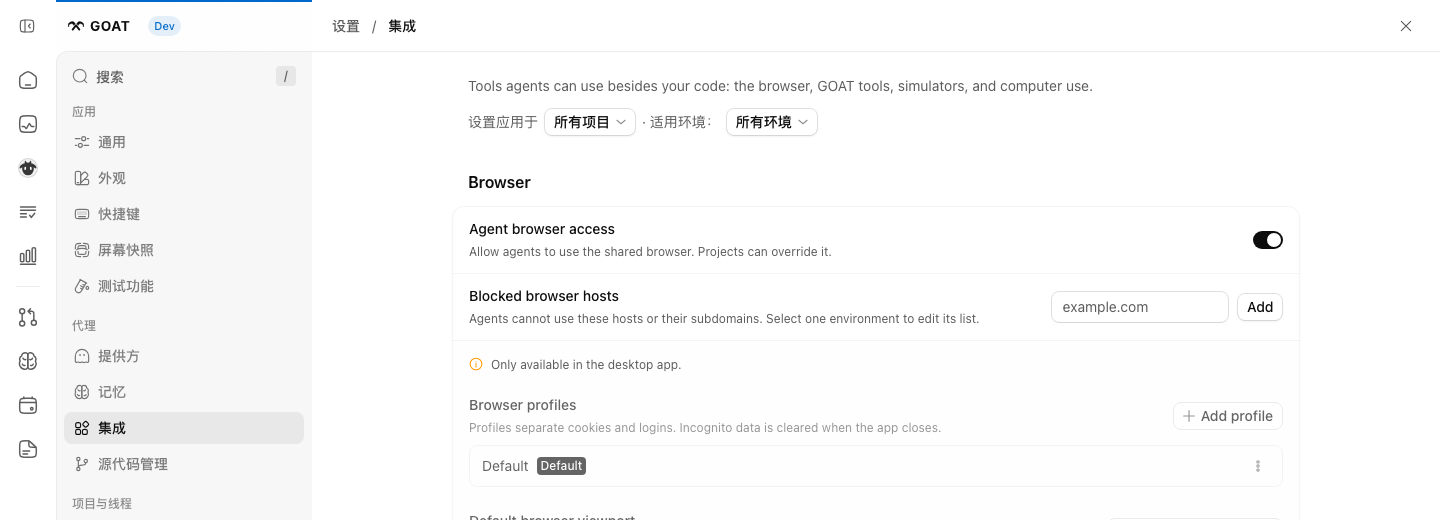 GOAT Dev
设置 / 集成
搜索 /
应用
通用
外观
快捷键
屏幕快照
测试功能
代理
提供方
记忆
集成
源代码管理
项目与线程
Tools agents can use besides your code: the browser, GOAT tools, simulators, and computer use.
设置应用于 所有项目 · 适用环境： 所有环境
Browser
Agent browser access
Allow agents to use the shared browser. Projects can override it.
Blocked browser hosts
Agents cannot use these hosts or their subdomains. Select one environment to edit its list.
example.com Add
Only available in the desktop app.
Browser profiles
Profiles separate cookies and logins. Incognito data is cleared when the app closes.
Add profile
Default Default
Default browser viewport